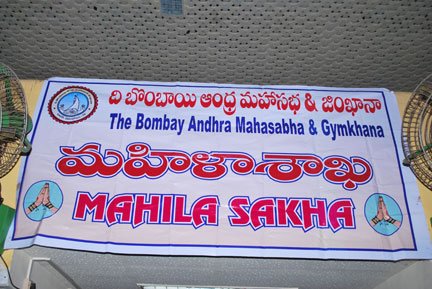 ది బొంబాయి ఆంధ్ర మహాసభ & జింఖానా
The Bombay Andhra Mahasabha & Gymkhana
మహిళాశాఖ
MAHILA SAKHA